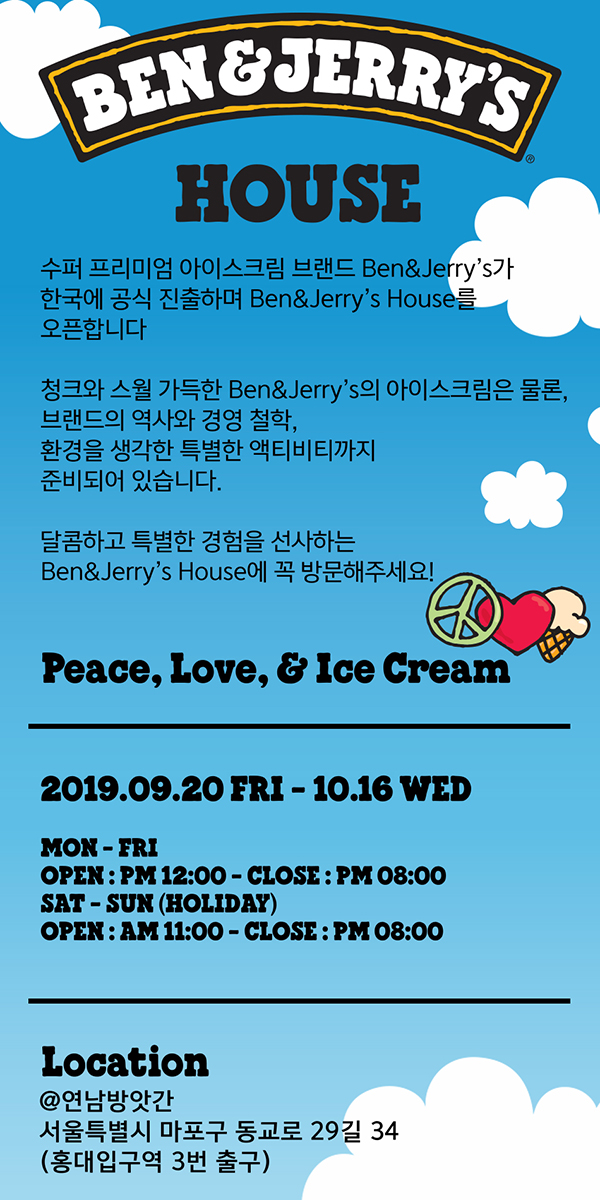 BEN & JERRY'S
®
HOUSE
수퍼 프리미엄 아이스크림 브랜드 Ben&Jerry's가
한국에 공식 진출하며 Ben&Jerry's House를
오픈합니다
청크와 스월 가득한 Ben&Jerry's의 아이스크림은 물론,
브랜드의 역사와 경영 철학,
환경을 생각한 특별한 액티비티까지
준비되어 있습니다.
달콤하고 특별한 경험을 선사하는
Ben&Jerry's House에 꼭 방문해주세요!
Peace, Love, & Ice Cream
2019.09.20 FRI - 10.16 WED
MON - FRI
OPEN : PM 12:00 - CLOSE : PM 08:00
SAT - SUN (HOLIDAY)
OPEN : AM 11:00 - CLOSE : PM 08:00
Location
@연남방앗간
서울특별시 마포구 동교로 29길 34
(홍대입구역 3번 출구)